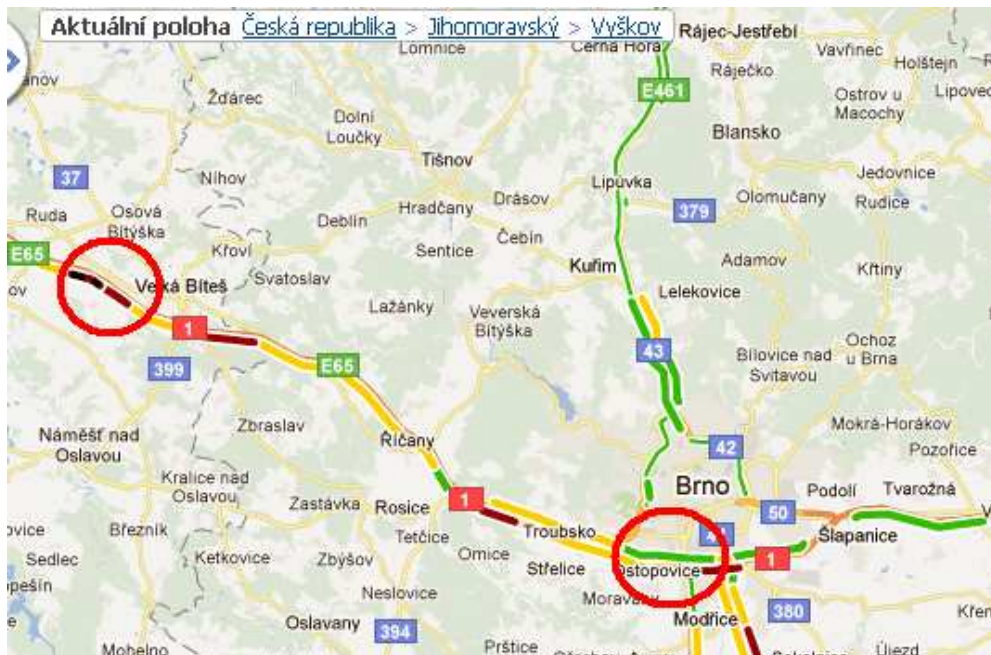 Aktuální poloha Česká republika > Jihomoravský > Vyškov
Rájec-Jestřebí
Lomnice
Černá Hora
Vavřinec
Holštejn
Ráječko
E461
Žďárec
Ostrov u
Macochy
Lipovec
Dolní
Loučky
Blansko
Tišnov
Jedovnice
37
Níhov
Lipůvka
Ruda
Osová
Bítýška
Deblín
Hradčany
Drásov
379
Olomučany
Rudice
E65
Křoví
Sentice
Čebín
Kuřim
Adamov
Křtiny
Velká Bíteš
Svatoslav
Lelekovice
Lažánky
Veverská
Bítýška
1
43
Ochoz
u Brna
399
E65
Bílovice nad
Svitavou
Zbraslav
Říčany
Mokrá-Horákov
Náměšť nad
Oslavou
42
Pozořice
Kralice nad
Oslavou
Brno
Podolí
Tvarožná
Zastávka
Rosice
1
50
Březník
Tetčice
Troubsko
Šlapanice
Sedlec
Ketkovice
Zbýšov
Omice
Střelice
Ostopovice
1
Neslovice
Moravany
Modřice
380
Oslavany
394
Mohelno
Prštice
Sokolnice
Újezd